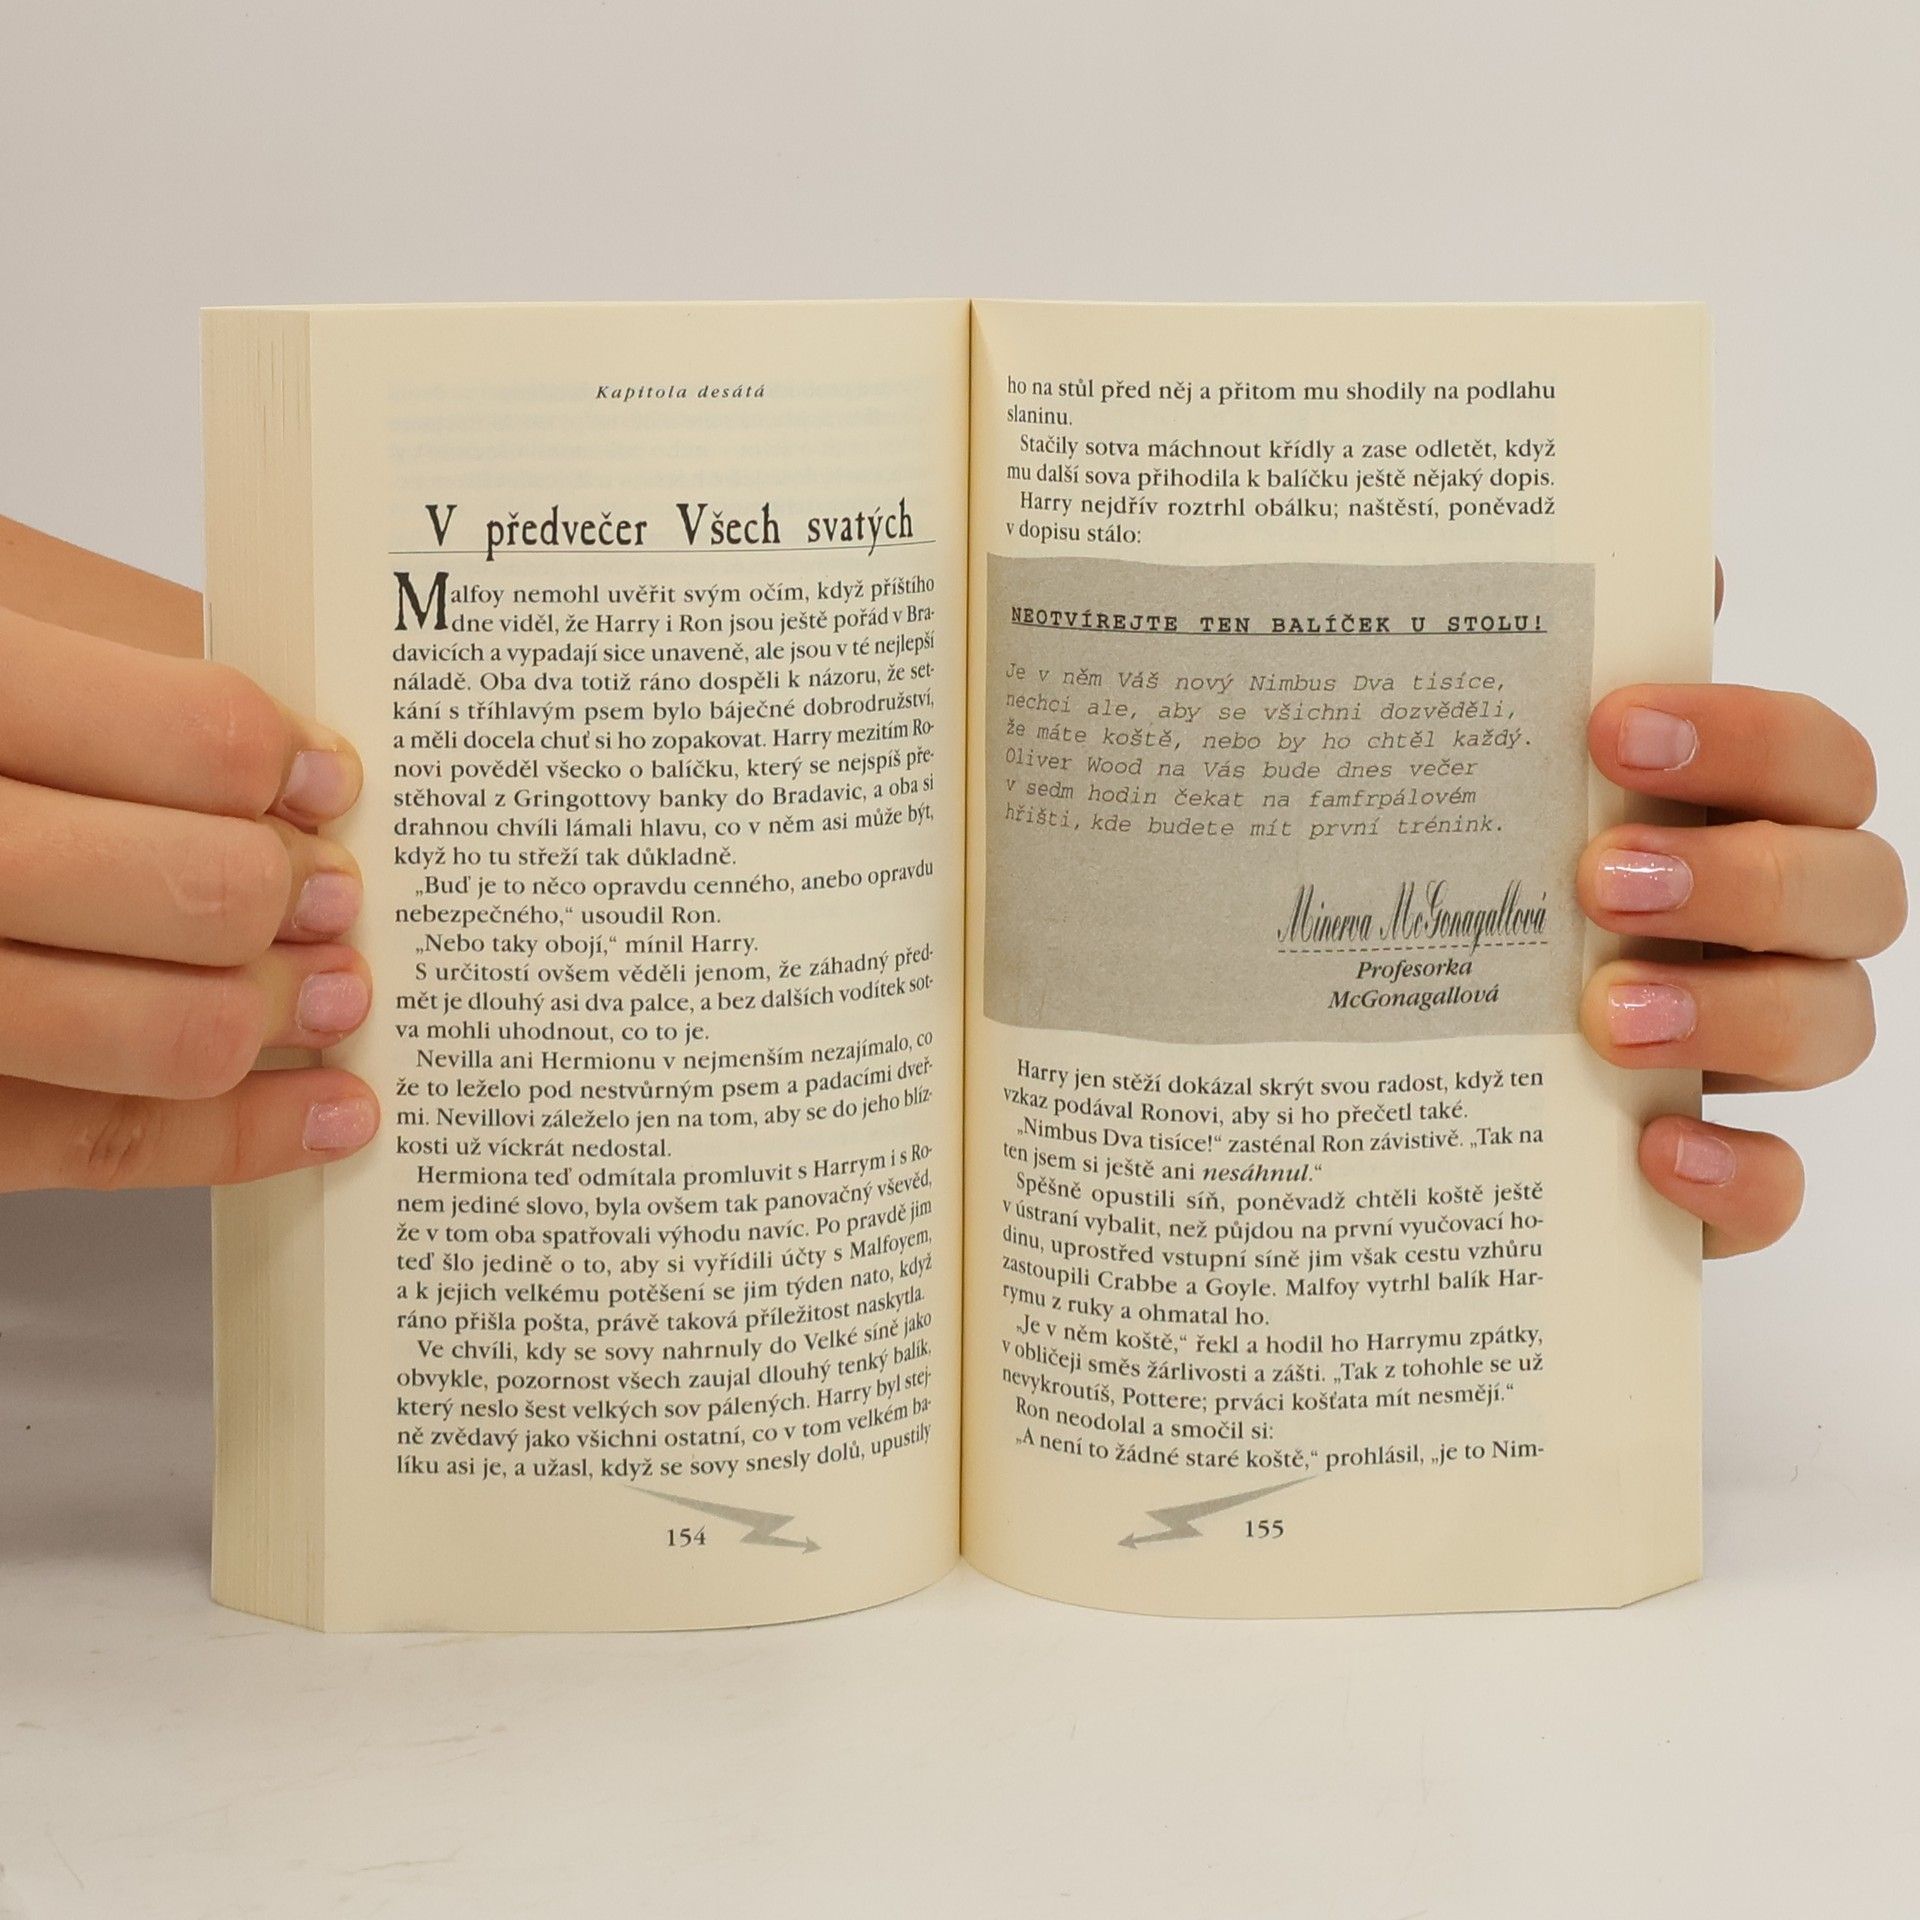 Kapitola desátá
V předvečer Všech svatých
Malfoy nemohl uvěřit svým očím, když příštího
dne viděl, že Harry i Ron jsou ještě pořád v Bra-
davicích a vypadají sice unaveně, ale jsou v té nejlepší
náladě. Oba dva totiž ráno dospěli k názoru, že set-
kání s tříhlavým psem bylo báječné dobrodružství,
a měli docela chuť si ho zopakovat. Harry mezitím Ro-
novi pověděl všecko o balíčku, který se nejspíš pře-
stěhoval z Gringottovy banky do Bradavic, a oba si
drahnou chvíli lámali hlavu, co v něm asi může být,
když ho tu střeží tak důkladně.
„Buď je to něco opravdu cenného, anebo opravdu
nebezpečného,“ usoudil Ron.
„Nebo taky obojí,“ mínil Harry.
S určitostí ovšem věděli jenom, že záhadný před-
mět je dlouhý asi dva palce, a bez dalších vodítek sot-
va mohli uhodnout, co to je.
Nevilla ani Hermionu v nejmenším nezajímalo, co
že to leželo pod nestvůrným psem a padacími dveř-
mi. Nevillovi záleželo jen na tom, aby se do jeho blíz-
kosti už víckrát nedostal.
Hermiona teď odmítala promluvit s Harrym i s Ro-
nem jediné slovo, byla ovšem tak panovačný vševěd,
že v tom oba spatřovali výhodu navíc. Po pravdě jim
teď šlo jedině o to, aby si vyřídili účty s Malfoyem,
a k jejich velkému potěšení se jim týden nato, když
ráno přišla pošta, právě taková příležitost naskytla.
Ve chvíli, kdy se sovy nahrnuly do Velké síně jako
obvykle, pozornost všech zaujal dlouhý tenký balík,
který neslo šest velkých sov pálených. Harry byl stej-
ně zvědavý jako všichni ostatní, co v tom velkém ba-
líku asi je, a užasl, když se sovy snesly dolů, upustily
154
ho na stůl před něj a přitom mu shodily na podlahu
slaninu.
Stačily sotva máchnout křídly a zase odletět, když
mu další sova přihodila k balíčku ještě nějaký dopis.
Harry nejdřív roztrhl obálku; naštěstí, poněvadž
v dopisu stálo:
NEOTVÍREJTE TEN BALÍČEK U STOLU!
Je v něm Váš nový Nimbus Dva tisíce,
nechci ale, aby se všichni dozvěděli,
že máte koště, nebo by ho chtěl každý.
Oliver Wood na Vás bude dnes večer
v sedm hodin čekat na famfrpálovém
hřišti, kde budete mít první trénink.
Minerva McGonagallová
Profesorka
McGonagallová
Harry jen stěží dokázal skrýt svou radost, když ten
vzkaz podával Ronovi, aby si ho přečetl také.
„Nimbus Dva tisíce!“ zasténal Ron závistivě. „Tak na
ten jsem si ještě ani nesáhnul.“
Spěšně opustili síň, poněvadž chtěli koště ještě
v ústraní vybalit, než půjdou na první vyučovací ho-
dinu, uprostřed vstupní síně jim však cestu vzhůru
zastoupili Crabbe a Goyle. Malfoy vytrhl balík Har-
rymu z ruky a ohmatal ho.
„Je v něm koště,“ řekl a hodil ho Harrymu zpátky,
v obličeji směs žárlivosti a zášti. „Tak z tohohle se už
nevykroutíš, Pottere; prváci košťata mít nesmějí.“
Ron neodolal a smočil si:
„A není to žádné staré koště,“ prohlásil, „je to Nim-
155